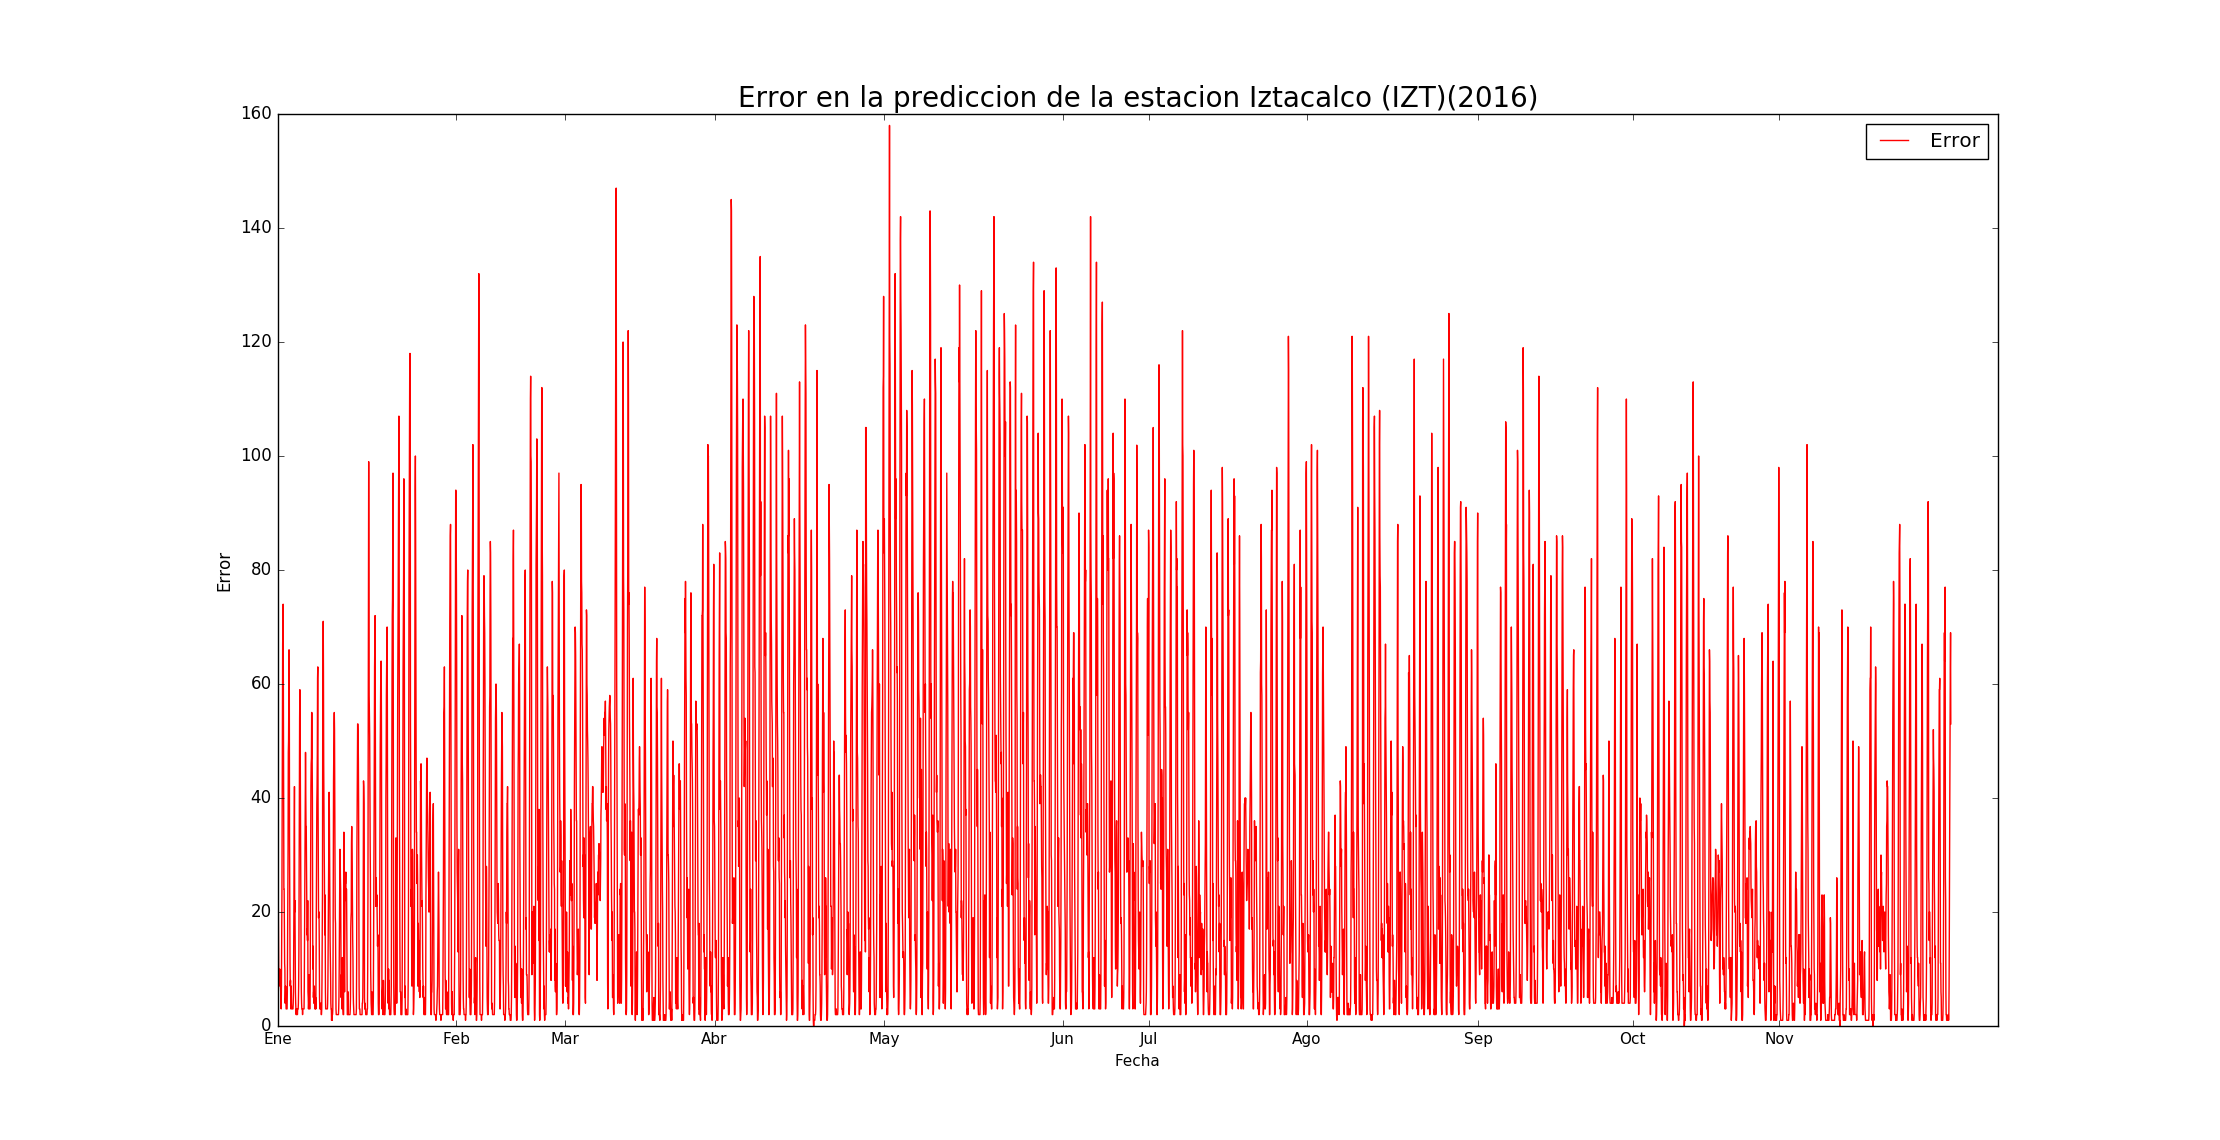 Error en la prediccion de la estacion Iztacalco (IZT)(2016)
160
140
120
100
80
60
40
20
0
Error
Error
Ene Feb Mar Abr May Jun Jul Ago Sep Oct Nov
Fecha